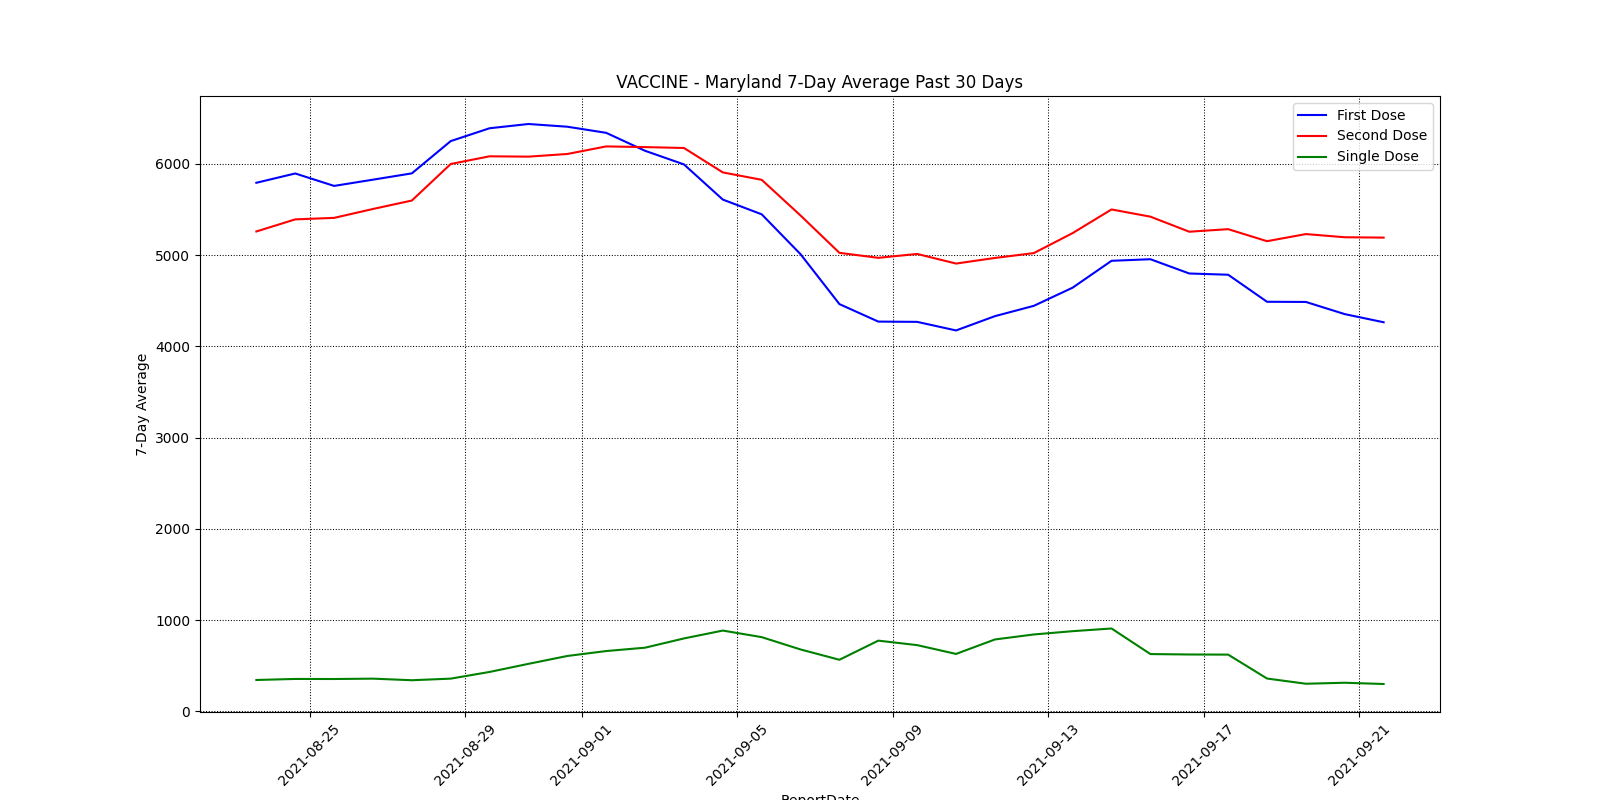 VACCINE - Maryland 7-Day Average Past 30 Days
First Dose
Second Dose
Single Dose
7-Day Average
6000
5000
4000
3000
2000
1000
0
2021-08-25
2021-08-29
2021-09-01
2021-09-05
2021-09-09
2021-09-13
2021-09-17
2021-09-21
ReportDate